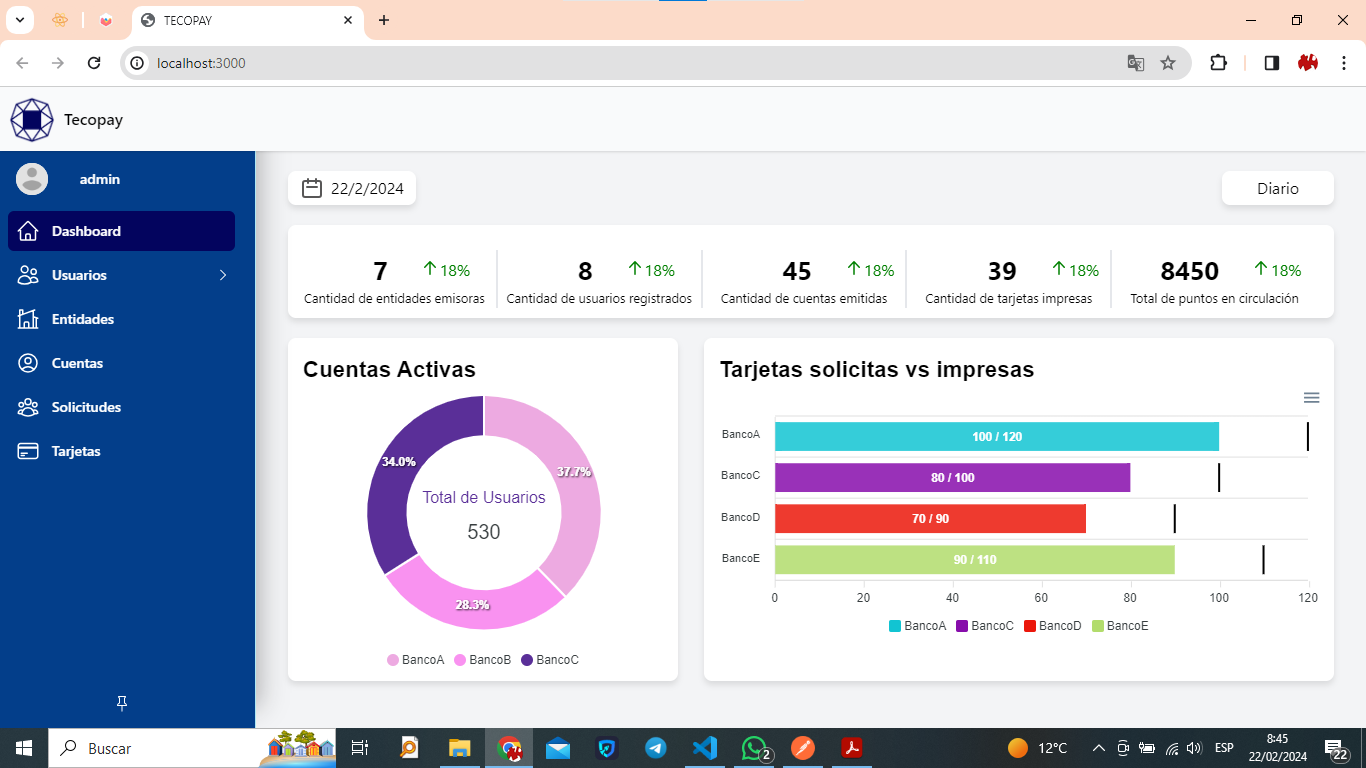 TECOPAY
localhost:3000
Tecopay
admin
Dashboard
Usuarios
Entidades
Cuentas
Solicitudes
Tarjetas
22/2/2024
Diario
7 18%
Cantidad de entidades emisoras
8 18%
Cantidad de usuarios registrados
45 18%
Cantidad de cuentas emitidas
39 18%
Cantidad de tarjetas impresas
8450 18%
Total de puntos en circulación
Cuentas Activas
34.0%
37.7%
Total de Usuarios
530
28.3%
BancoA BancoB BancoC
Tarjetas solicitas vs impresas
BancoA 100 / 120
BancoC 80 / 100
BancoD 70 / 90
BancoE 90 / 110
0 20 40 60 80 100 120
BancoA BancoC BancoD BancoE
Buscar
2
12°C
ESP
8:45
22/02/2024
22